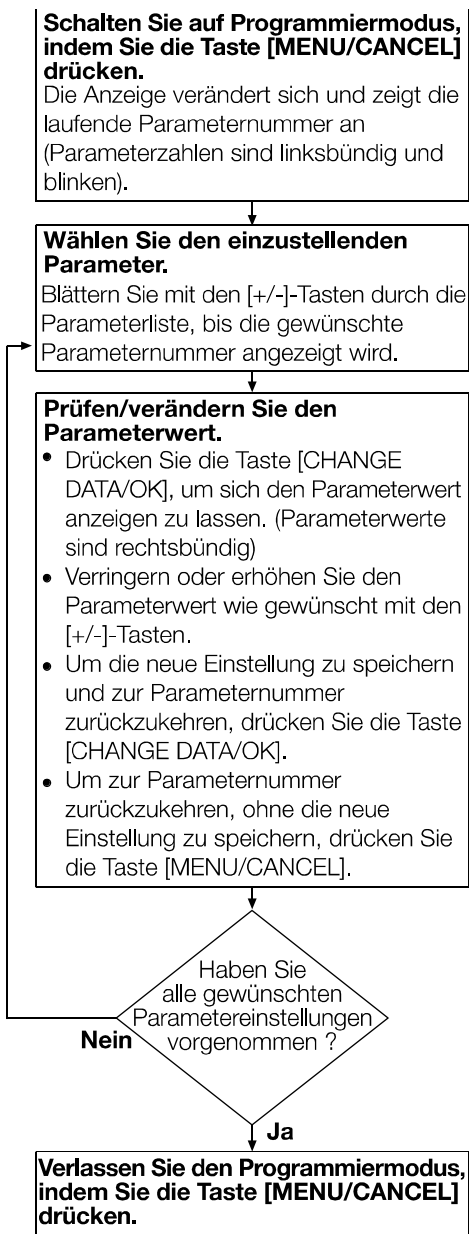 Schalten Sie auf Programmiermodus,
indem Sie die Taste [MENU/CANCEL]
drücken.
Die Anzeige verändert sich und zeigt die
laufende Parameternummer an
(Parameterzahlen sind linksbündig und
blinken).
Wählen Sie den einzustellenden
Parameter.
Blättern Sie mit den [+/-]-Tasten durch die
Parameterliste, bis die gewünschte
Parameternummer angezeigt wird.
Prüfen/verändern Sie den
Parameterwert.
• Drücken Sie die Taste [CHANGE
DATA/OK], um sich den Parameterwert
anzeigen zu lassen. (Parameterwerte
sind rechtsbündig)
• Verringern oder erhöhen Sie den
Parameterwert wie gewünscht mit den
[+/-]-Tasten.
• Um die neue Einstellung zu speichern
und zur Parameternummer
zurückzukehren, drücken Sie die Taste
[CHANGE DATA/OK].
• Um zur Parameternummer
zurückzukehren, ohne die neue
Einstellung zu speichern, drücken Sie
die Taste [MENU/CANCEL].
Haben Sie
alle gewünschten
Parametereinstellungen
vorgenommen ?
Nein
Ja
Verlassen Sie den Programmiermodus,
indem Sie die Taste [MENU/CANCEL]
drücken.